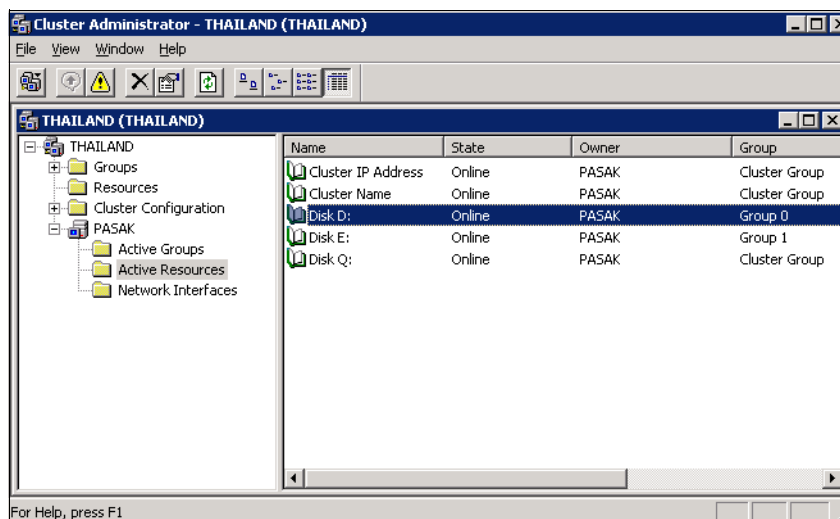 Cluster Administrator - THAILAND (THAILAND)
File View Window Help
THAILAND (THAILAND)
THAILAND
Groups
Resources
Cluster Configuration
PASAK
Active Groups
Active Resources
Network Interfaces
Name State Owner Group
Cluster IP Address Online PASAK Cluster Group
Cluster Name Online PASAK Cluster Group
Disk D: Online PASAK Group 0
Disk E: Online PASAK Group 1
Disk Q: Online PASAK Cluster Group
For Help, press F1